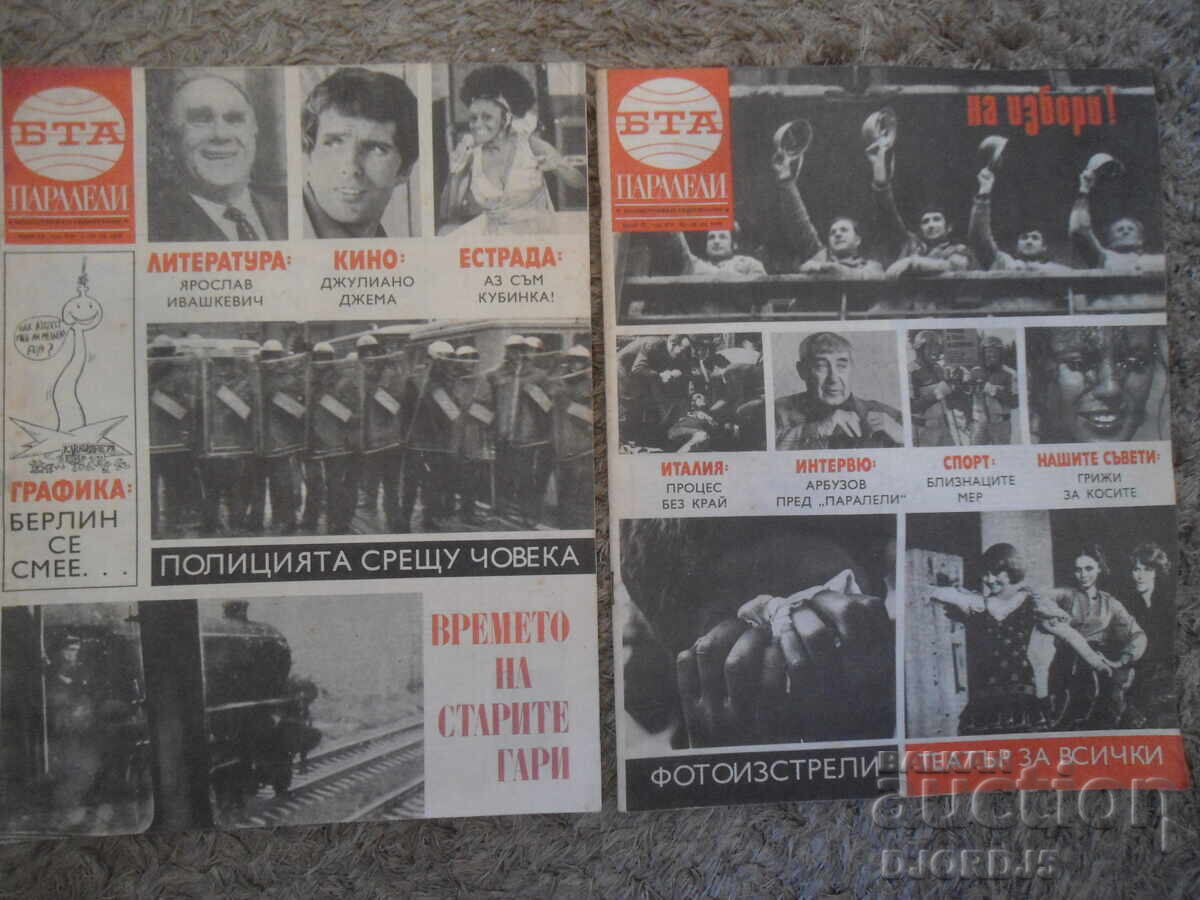 БТА
ПАРАЛЕЛИ
ЛИТЕРАТУРА:
ЯРОСЛАВ
ИВАШКЕВИЧ
КИНО:
ДЖУЛИАНО
ДЖЕМА
ЕСТРАДА:
АЗ СЪМ
КУБИНКА!
ГРАФИКА:
БЕРЛИН
СЕ
СМЕЕ. . .
ПОЛИЦИЯТА СРЕЩУ ЧОВЕКА
ВРЕМЕТО
НА
СТАРИТЕ
ГАРИ
БТА
ПАРАЛЕЛИ
на избори!
ИТАЛИЯ:
ПРОЦЕС
БЕЗ КРАЙ
ИНТЕРВЮ:
АРБУЗОВ
ПРЕД „ПАРАЛЕЛИ“
СПОРТ:
БЛИЗНАЦИТЕ
МЕР
НАШИТЕ СЪВЕТИ:
ГРИЖИ
ЗА КОСИТЕ
ФОТОИЗСТРЕЛИ
ТЕАТЪР ЗА ВСИЧКИ
BALKAN
auction
DJORDJ5